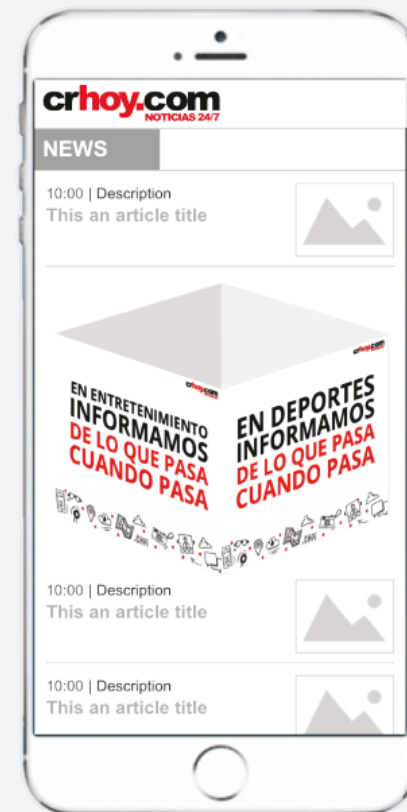 crhoy.com
NOTICIAS 24/7
NEWS
10:00 | Description
This an article title
crhoy.com
EN ENTRETENIMIENTO
INFORMAMOS
DE LO QUE PASA
CUANDO PASA
crhoy.com
EN DEPORTES
INFORMAMOS
DE LO QUE PASA
CUANDO PASA
10:00 | Description
This an article title
10:00 | Description
This an article title